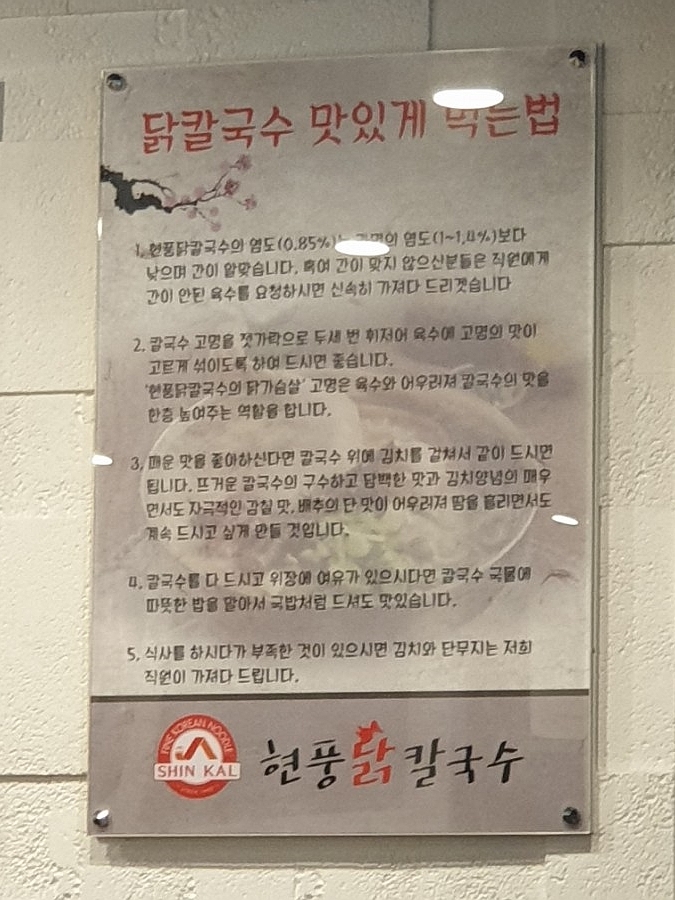 닭칼국수 맛있게 먹는법
1. 현풍닭칼국수의 염도(0.85%)는 라면의 염도(1~1.4%)보다
낮으며 간이 알맞습니다. 혹여 간이 맞지 않으신분들은 직원에게
간이 안된 육수를 요청하시면 신속히 가져다 드리겠습니다
2. 칼국수 고명을 젓가락으로 두세 번 휘저어 육수에 고명의 맛이
고르게 섞이도록 하여 드시면 좋습니다.
'현풍닭칼국수의 닭가슴살' 고명은 육수와 어우러져 칼국수의 맛을
한층 높여주는 역할을 합니다.
3. 매운 맛을 좋아하신다면 칼국수 위에 김치를 걸쳐서 같이 드시면
됩니다. 뜨거운 칼국수의 구수하고 담백한 맛과 김치양념의 매우
면서도 자극적인 감칠 맛, 배추의 단 맛이 어우러져 땀을 흘리면서도
계속 드시고 싶게 만들 것입니다.
4. 칼국수를 다 드시고 위장에 여유가 있으시다면 칼국수 국물에
따뜻한 밥을 말아서 국밥처럼 드셔도 맛있습니다.
5. 식사를 하시다가 부족한 것이 있으시면 김치와 단무지는 저희
직원이 가져다 드립니다.
FINE KOREAN NOODLE
SHIN KAL
현풍닭칼국수